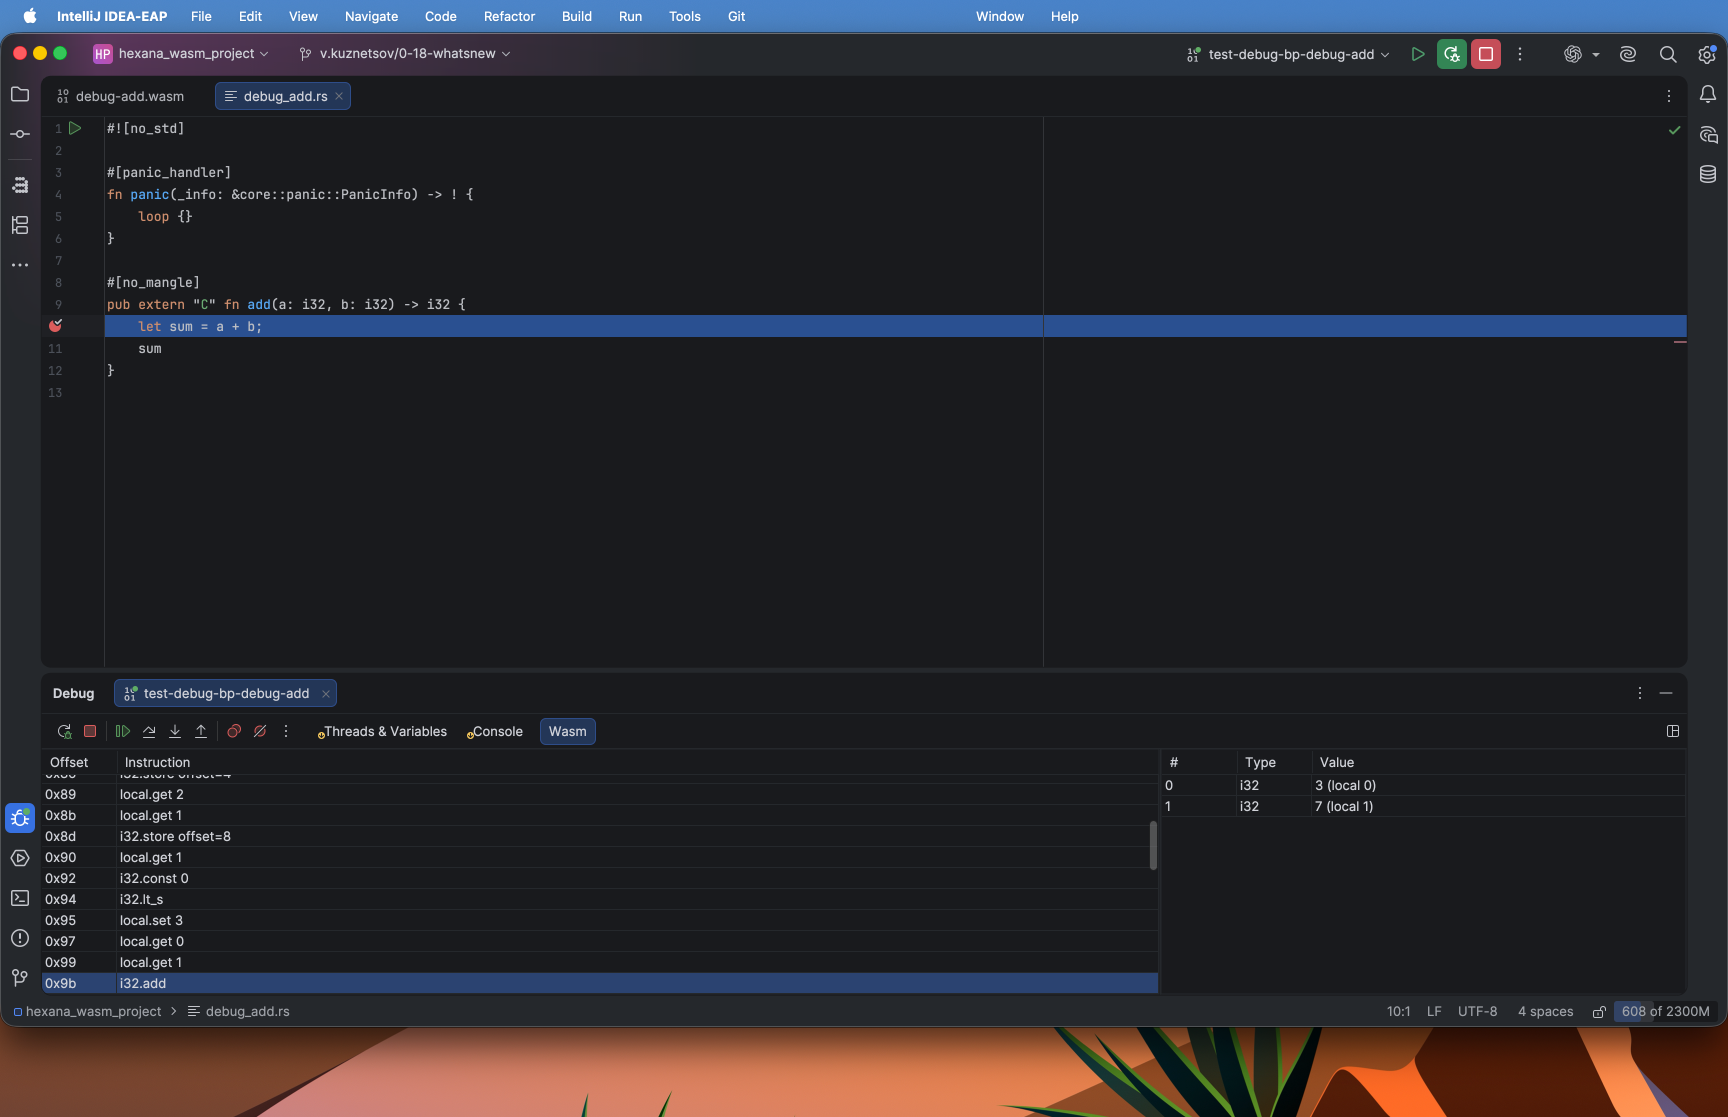 IntelliJ IDEA-EAP File Edit View Navigate Code Refactor Build Run Tools Git Window Help
HP hexana_wasm_project v.kuznetsov/0-18-whatsnew test-debug-bp-debug-add
debug-add.wasm debug_add.rs
1 #![no_std]
2
3 #[panic_handler]
4 fn panic(_info: &core::panic::PanicInfo) -> ! {
5 loop {}
6 }
7
8 #[no_mangle]
9 pub extern "C" fn add(a: i32, b: i32) -> i32 {
let sum = a + b;
11 sum
12 }
13
Debug test-debug-bp-debug-add
Threads & Variables Console Wasm
Offset Instruction # Type Value
i32.store offset=4
0x89 local.get 2
0x8b local.get 1
0x8d i32.store offset=8
0x90 local.get 1
0x92 i32.const 0
0x94 i32.lt_s
0x95 local.set 3
0x97 local.get 0
0x99 local.get 1
0x9b i32.add
0 i32 3 (local 0)
1 i32 7 (local 1)
hexana_wasm_project debug_add.rs 10:1 LF UTF-8 4 spaces 608 of 2300M